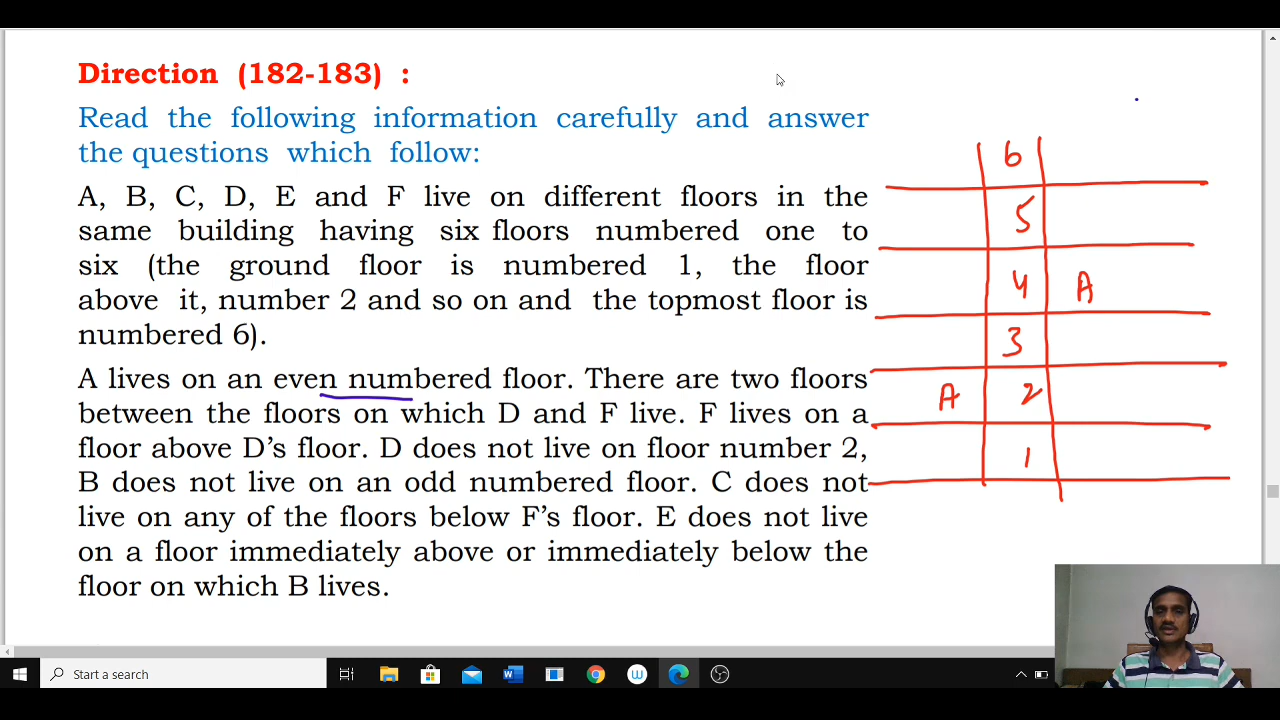 Direction (182-183) :
Read the following information carefully and answer
the questions which follow:
A, B, C, D, E and F live on different floors in the
same building having six floors numbered one to
six (the ground floor is numbered 1, the floor
above it, number 2 and so on and the topmost floor is
numbered 6).
A lives on an even numbered floor. There are two floors
between the floors on which D and F live. F lives on a
floor above D's floor. D does not live on floor number 2,
B does not live on an odd numbered floor. C does not
live on any of the floors below F's floor. E does not live
on a floor immediately above or immediately below the
floor on which B lives.
6
5
4 A
3
A 2
1
Start a search